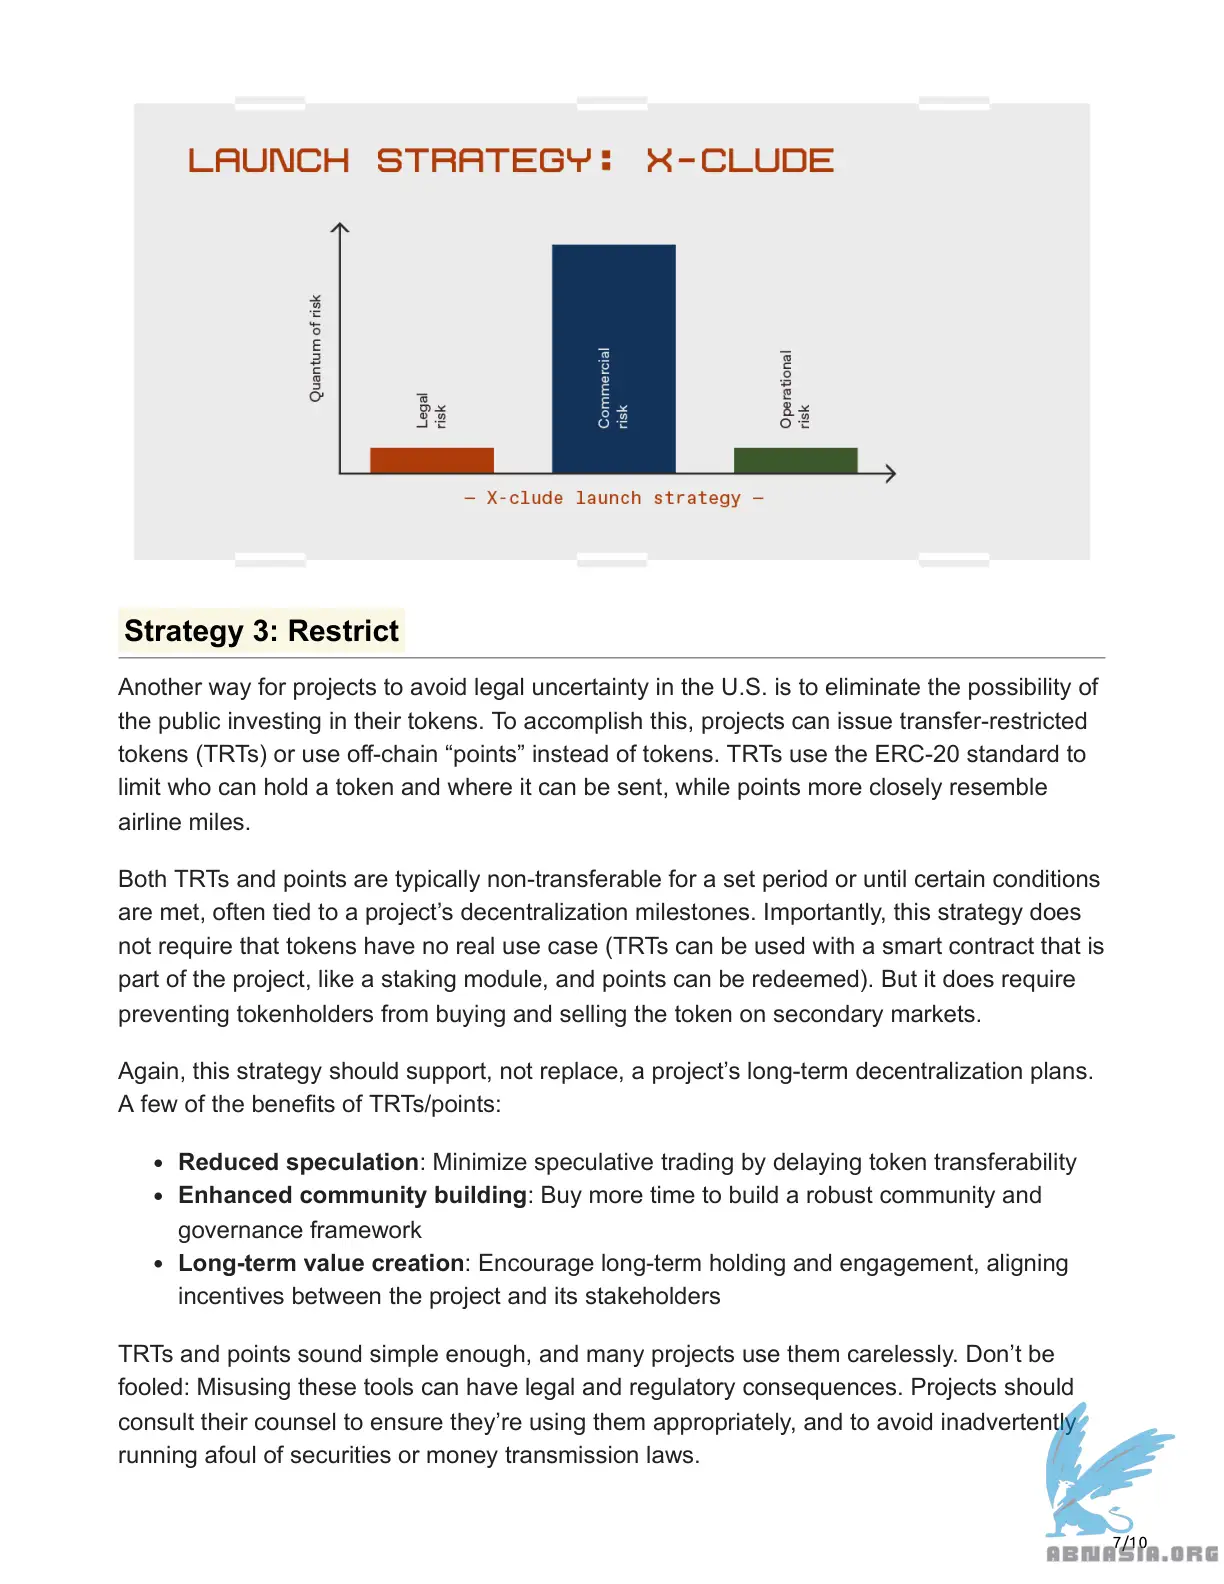 LAUNCH STRATEGY: X-CLUDE
Quantum of risk
Legal
risk
Commercial
risk
Operational
risk
— X-clude launch strategy —
Strategy 3: Restrict
Another way for projects to avoid legal uncertainty in the U.S. is to eliminate the possibility of
the public investing in their tokens. To accomplish this, projects can issue transfer-restricted
tokens (TRTs) or use off-chain “points” instead of tokens. TRTs use the ERC-20 standard to
limit who can hold a token and where it can be sent, while points more closely resemble
airline miles.
Both TRTs and points are typically non-transferable for a set period or until certain conditions
are met, often tied to a project’s decentralization milestones. Importantly, this strategy does
not require that tokens have no real use case (TRTs can be used with a smart contract that is
part of the project, like a staking module, and points can be redeemed). But it does require
preventing tokenholders from buying and selling the token on secondary markets.
Again, this strategy should support, not replace, a project’s long-term decentralization plans.
A few of the benefits of TRTs/points:
• Reduced speculation: Minimize speculative trading by delaying token transferability
• Enhanced community building: Buy more time to build a robust community and
governance framework
• Long-term value creation: Encourage long-term holding and engagement, aligning
incentives between the project and its stakeholders
TRTs and points sound simple enough, and many projects use them carelessly. Don’t be
fooled: Misusing these tools can have legal and regulatory consequences. Projects should
consult their counsel to ensure they’re using them appropriately, and to avoid inadvertently
running afoul of securities or money transmission laws.
7/10
ABNASIA.ORG